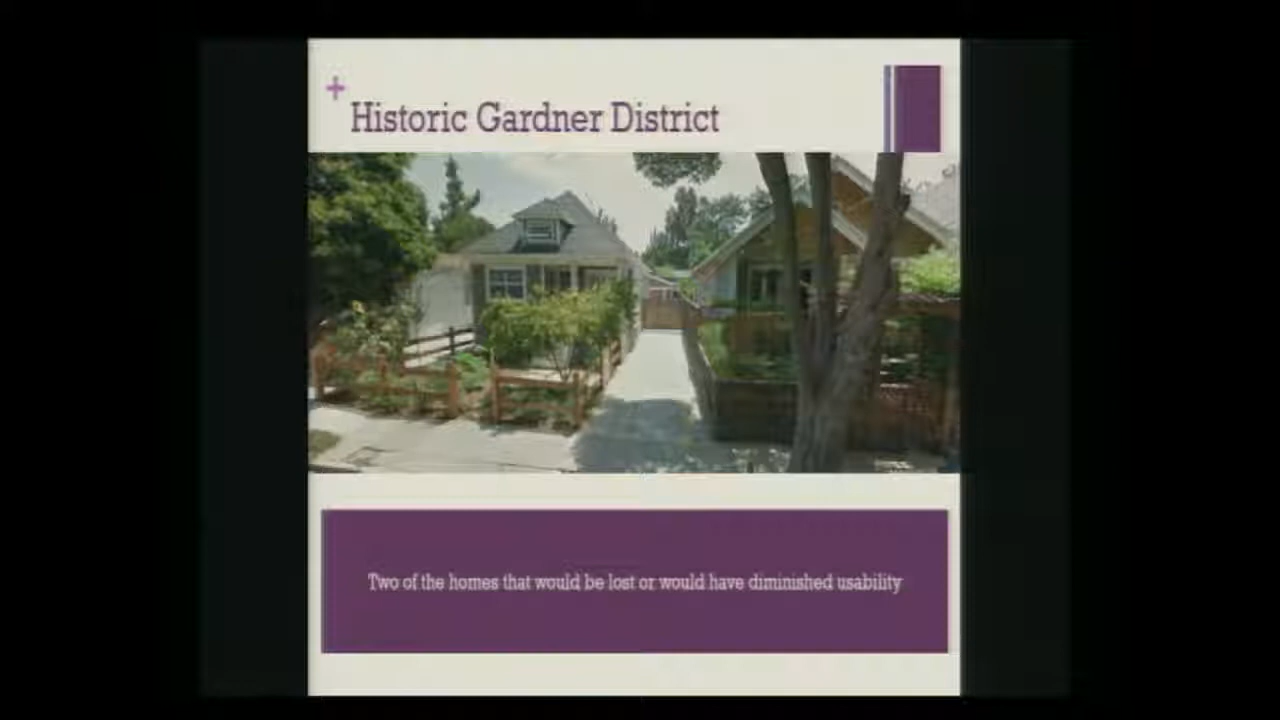 +
Historic Gardner District
Two of the homes that would be lost or would have diminished usability